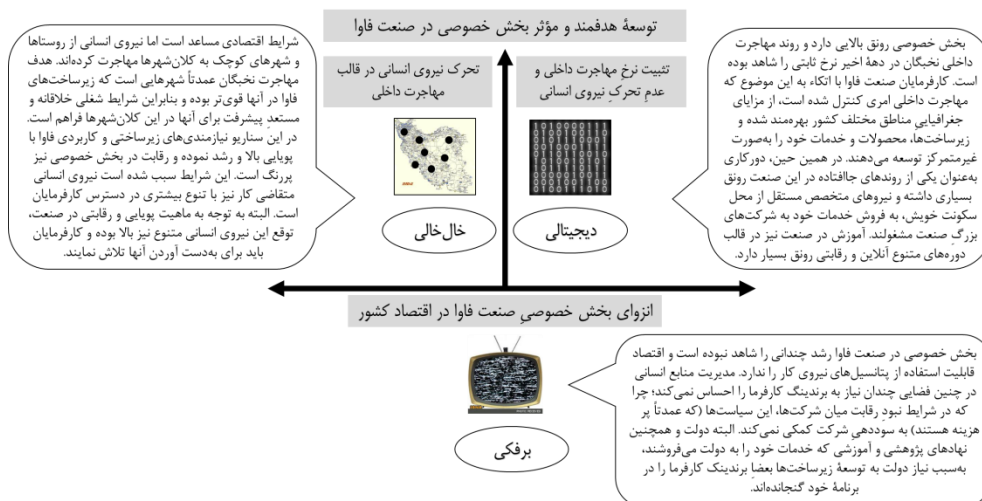 توسعهٔ هدفمند و مؤثر بخش خصوصی در صنعت فاوا
بخش خصوصی رونق بالایی دارد و روند مهاجرت
داخلی نخبگان در دههٔ اخیر نرخ ثابتی را شاهد بوده
است. کارفرمایان صنعت فاوا با اتکاء به این موضوع که
مهاجرت داخلی امری کنترل شده است، از مزایای
جغرافیایی مناطق مختلف کشور بهره‌مند شده و
زیرساخت‌ها، محصولات و خدمات خود را به‌صورت
غیرمتمرکز توسعه می‌دهند. در همین حین، دورکاری
به‌عنوان یکی از روندهای جاافتاده در این صنعت رونق
بسیاری داشته و نیروهای متخصص مستقل از محل
سکونت خویش، به فروش خدمات خود به شرکت‌های
بزرگِ صنعت مشغولند. آموزش در صنعت نیز در قالب
دوره‌های متنوع آنلاین و رقابتی رونق بسیار دارد.
تثبیت نرخِ مهاجرت داخلی و
عدمِ تحرکِ نیروی انسانی
دیجیتالی
تحرک نیروی انسانی در قالب
مهاجرت داخلی
خال‌خالی
شرایط اقتصادی مساعد است اما نیروی انسانی از روستاها
و شهرهای کوچک به کلان‌شهرها مهاجرت کرده‌اند. هدف
مهاجرت نخبگان عمدتاً شهرهایی است که زیرساخت‌های
فاوا در آنها قوی‌تر بوده و بنابراین شرایط شغلی خلاقانه و
مستعدِ پیشرفت برای آنها در این کلان‌شهرها فراهم است.
در این سناریو نیازمندی‌های زیرساختی و کاربردی فاوا با
پویایی بالا و رشد نموده و رقابت در بخش خصوصی نیز
پررنگ است. این شرایط سبب شده است نیروی انسانی
متقاضی کار نیز با تنوع بیشتری در دسترس کارفرمایان
است. البته به توجه به ماهیت پویایی و رقابتی در صنعت،
توقع این نیروی انسانی متنوع نیز بالا بوده و کارفرمایان
باید برای به‌دست آوردن آنها تلاش نمایند.
انزوای بخش خصوصیِ صنعت فاوا در اقتصاد کشور
برفکی
بخش خصوصی در صنعت فاوا رشد چندانی را شاهد نبوده است و اقتصاد
قابلیت استفاده از پتانسیل‌های نیروی کار را ندارد. مدیریت منابع انسانی
در چنین فضایی چندان نیاز به برندینگ کارفرما را احساس نمی‌کند؛ چرا
که در شرایط نبودِ رقابت میان شرکت‌ها، این سیاست‌ها (که عمدتاً پر
هزینه هستند) به سوددهیِ شرکت کمکی نمی‌کند. البته دولت و همچنین
نهادهای پژوهشی و آموزشی که خدمات خود را به دولت می‌فروشند،
به‌سبب نیاز دولت به توسعهٔ زیرساخت‌ها بعضاً برندینک کارفرما را در
برنامهٔ خود گنجانده‌اند.